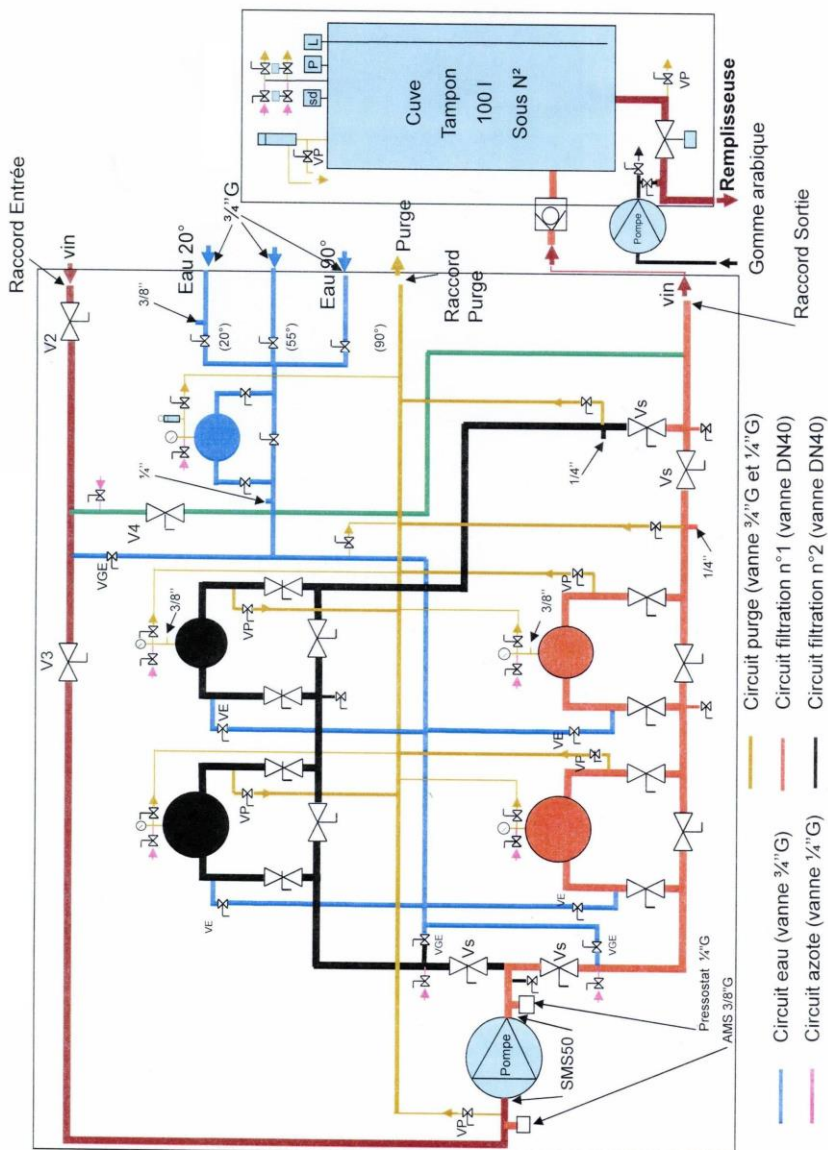 Raccord Entrée
vin
V2
V3
V4
VGE
Eau 20°
3/8"
(20°)
¾"G
(55°)
Eau 90°
(90°)
¼"
Purge
Raccord
Purge
sd
P
L
VP
Cuve
Tampon
100 l
Sous N²
VP
Pompe
Remplisseuse
Gomme arabique
vin
Raccord Sortie
3/8"
VP
VE
VP
VE
VGE
Vs
Vs
VGE
VE
VP
VE
3/8"
VP
1/4"
Vs
Vs
1/4"
VP
Pompe
SMS50
Pressostat ¼"G
AMS 3/8"G
Circuit eau (vanne ¾"G)
Circuit azote (vanne ¼"G)
Circuit purge (vanne ¾"G et ¼"G)
Circuit filtration n°1 (vanne DN40)
Circuit filtration n°2 (vanne DN40)